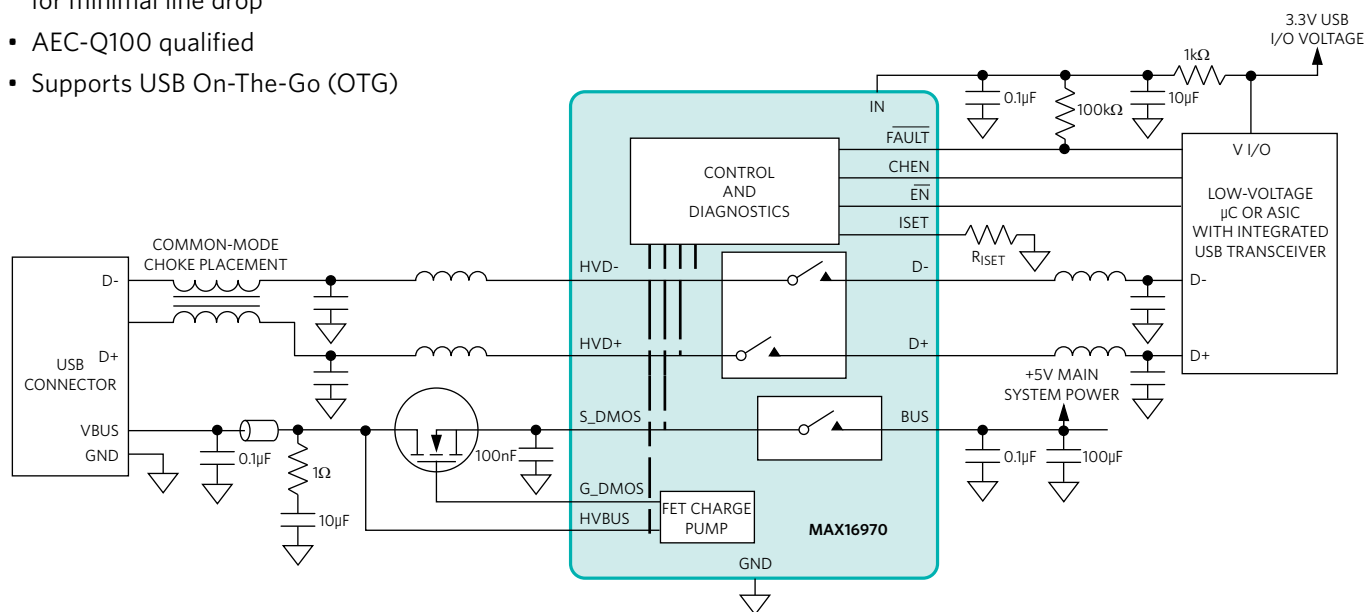 for minimal line drop
• AEC-Q100 qualified
• Supports USB On-The-Go (OTG)
3.3V USB
I/O VOLTAGE
1kΩ
IN
0.1µF
100kΩ
10µF
FAULT
CHEN
EN
ISET
RISET
V I/O
LOW-VOLTAGE
µC OR ASIC
WITH INTEGRATED
USB TRANSCEIVER
D-
D+
CONTROL
AND
DIAGNOSTICS
COMMON-MODE
CHOKE PLACEMENT
D-
D+
USB
CONNECTOR
VBUS
GND
HVD-
D-
HVD+
D+
+5V MAIN
SYSTEM POWER
S_DMOS
BUS
0.1µF
1Ω
10µF
100nF
0.1µF
100µF
G_DMOS
HVBUS
FET CHARGE
PUMP
MAX16970
GND